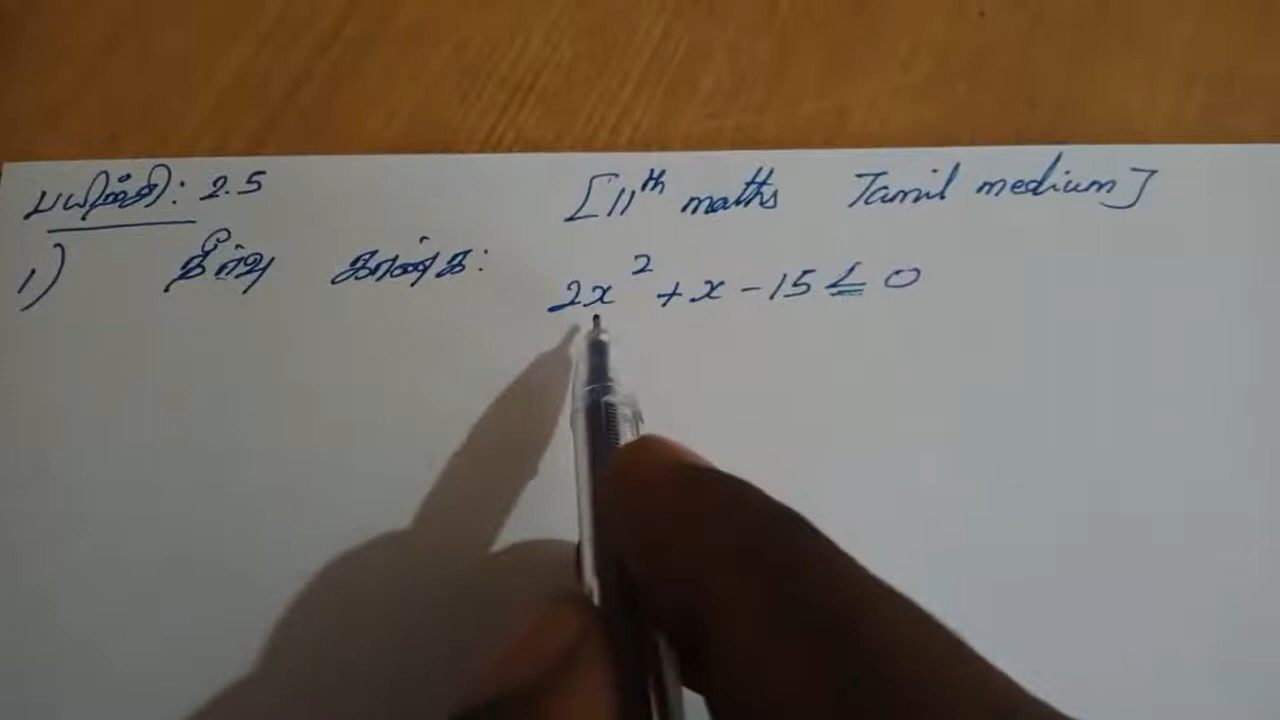 பயிற்சி: 2.5 [11th maths Tamil medium]
1) தீர்வு காண்க: 2x² + x - 15 ≤ 0